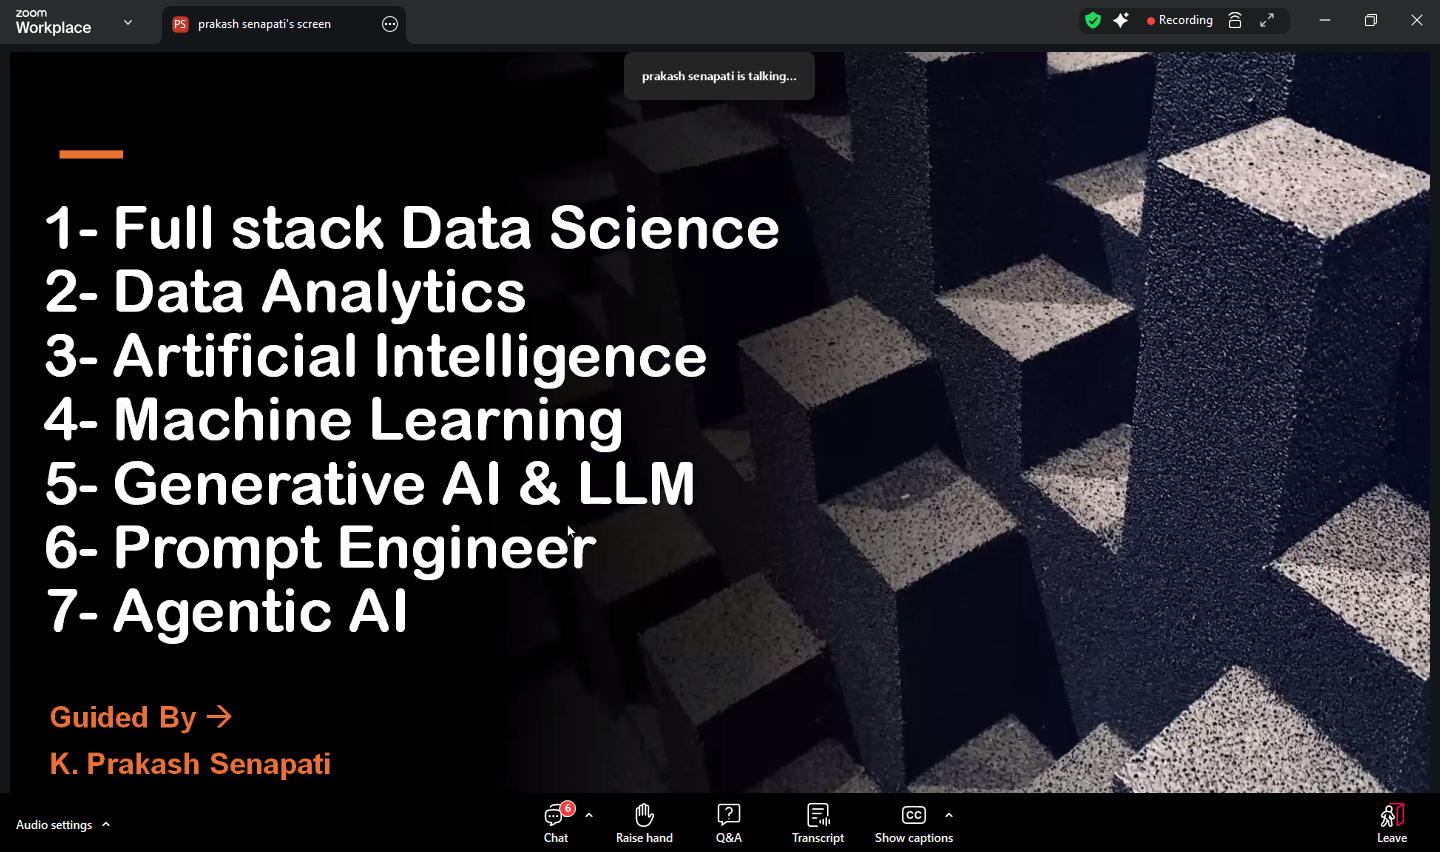 zoom
Workplace
PS prakash senapati's screen
Recording
prakash senapati is talking...
1- Full stack Data Science
2- Data Analytics
3- Artificial Intelligence
4- Machine Learning
5- Generative AI & LLM
6- Prompt Engineer
7- Agentic AI
Guided By →
K. Prakash Senapati
Audio settings
6
Chat
Raise hand
Q&A
Transcript
CC
Show captions
Leave